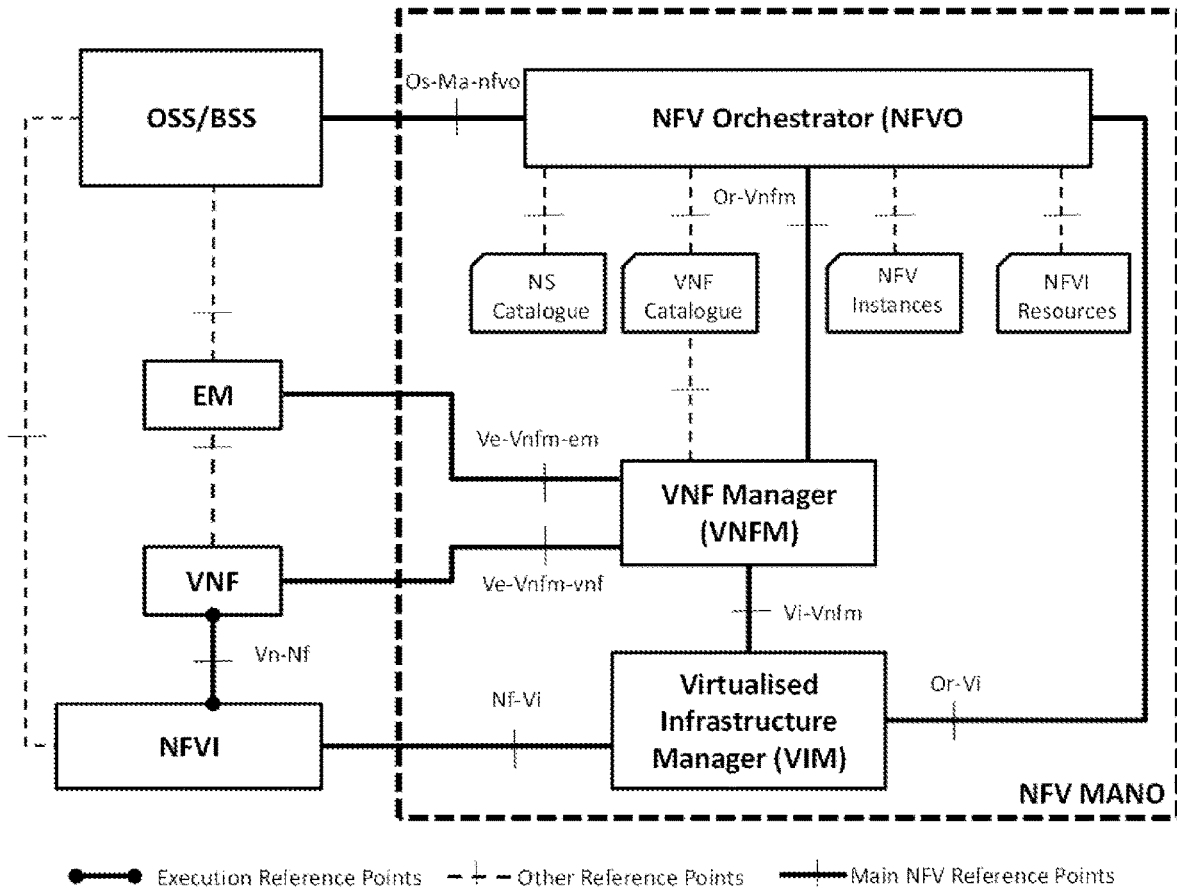 Os-Ma-nfvo
OSS/BSS
NFV Orchestrator (NFVO
Or-Vnfm
NS
Catalogue
VNF
Catalogue
NFV
Instances
NFVI
Resources
EM
Ve-Vnfm-em
VNF Manager
(VNFM)
VNF
Ve-Vnfm-vnf
Vi-Vnfm
Vn-Nf
Nf-Vi
Virtualised
Infrastructure
Manager (VIM)
Or-Vi
NFVI
NFV MANO
Execution Reference Points
Other Reference Points
Main NFV Reference Points